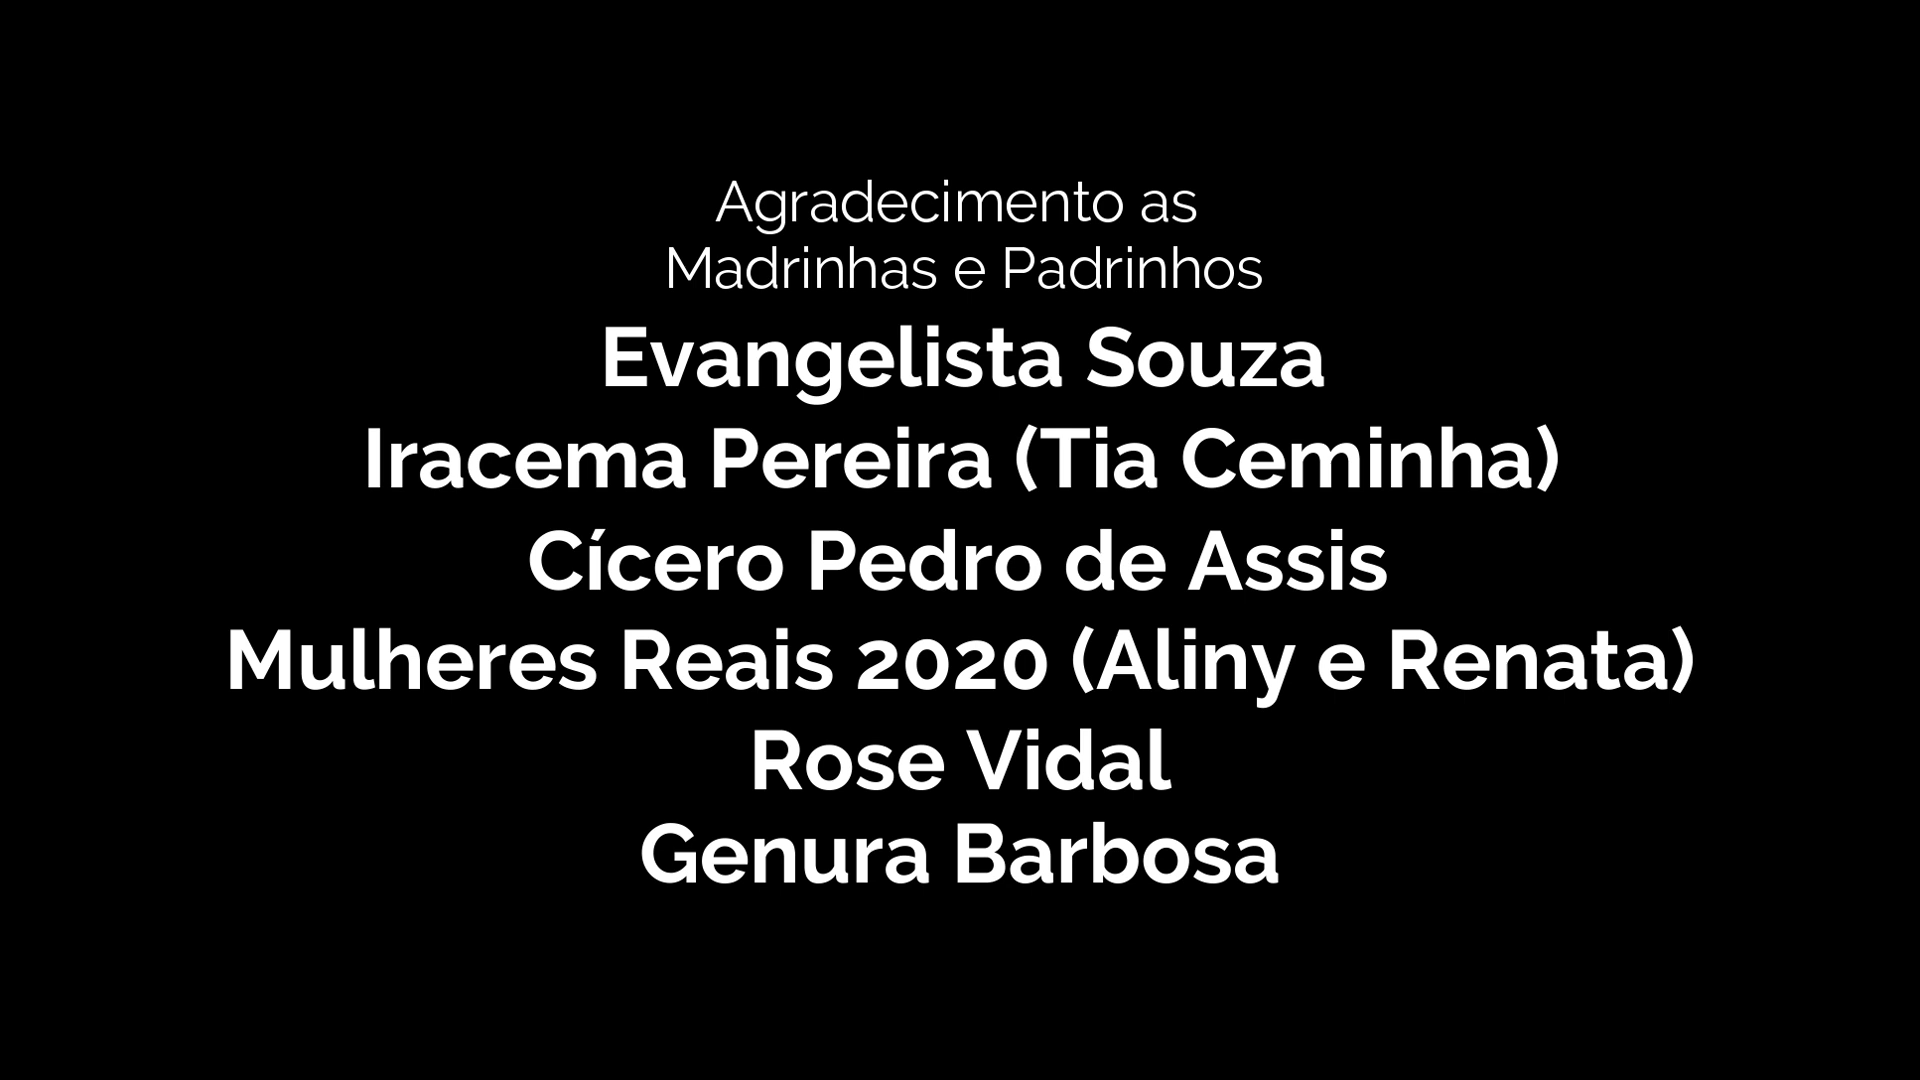 Agradecimento as
Madrinhas e Padrinhos
Evangelista Souza
Iracema Pereira (Tia Ceminha)
Cícero Pedro de Assis
Mulheres Reais 2020 (Aliny e Renata)
Rose Vidal
Genura Barbosa